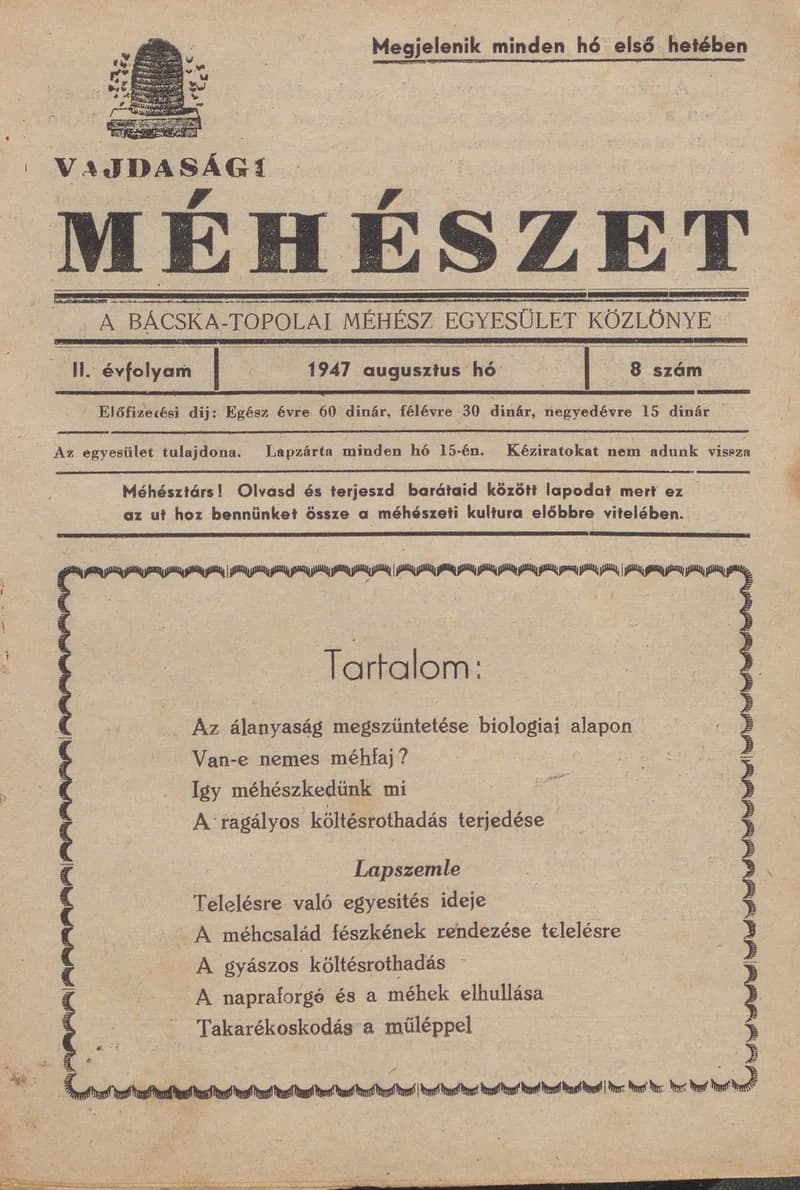 Megjelenik minden hó első hetében
VAJDASÁGI
MÉHÉSZET
A BÁCSKA-TOPOLAI MÉHÉSZ EGYESÜLET KÖZLÖNYE
II. évfolyam 1947 augusztus hó 8 szám
Előfizetési dij: Egész évre 60 dinár, félévre 30 dinár, negyedévre 15 dinár
Az egyesület tulajdona. Lapzárta minden hó 15-én. Kéziratokat nem adunk vissza
Méhésztárs! Olvasd és terjeszd barátaid között lapodat mert ez
az ut hoz bennünket össze a méhészeti kultura előbbre vitelében.
Tartalom:
Az álanyaság megszüntetése biologiai alapon
Van-e nemes méhfaj?
Igy méhészkedünk mi
A ragályos költésrothadás terjedése
Lapszemle
Telelésre való egyesités ideje
A méhcsalád fészkének rendezése telelésre
A gyászos költésrothadás
A napraforgó és a méhek elhullása
Takarékoskodás a müléppel